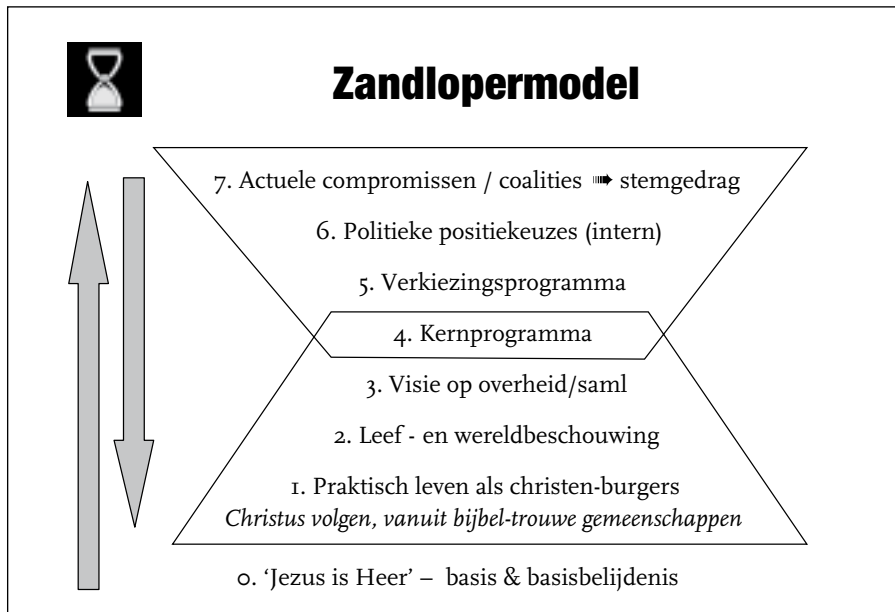 Zandlopermodel
7. Actuele compromissen / coalities ➠ stemgedrag
6. Politieke positiekeuzes (intern)
5. Verkiezingsprogramma
4. Kernprogramma
3. Visie op overheid/saml
2. Leef - en wereldbeschouwing
1. Praktisch leven als christen-burgers
Christus volgen, vanuit bijbel-trouwe gemeenschappen
0. ‘Jezus is Heer’ – basis & basisbelijdenis